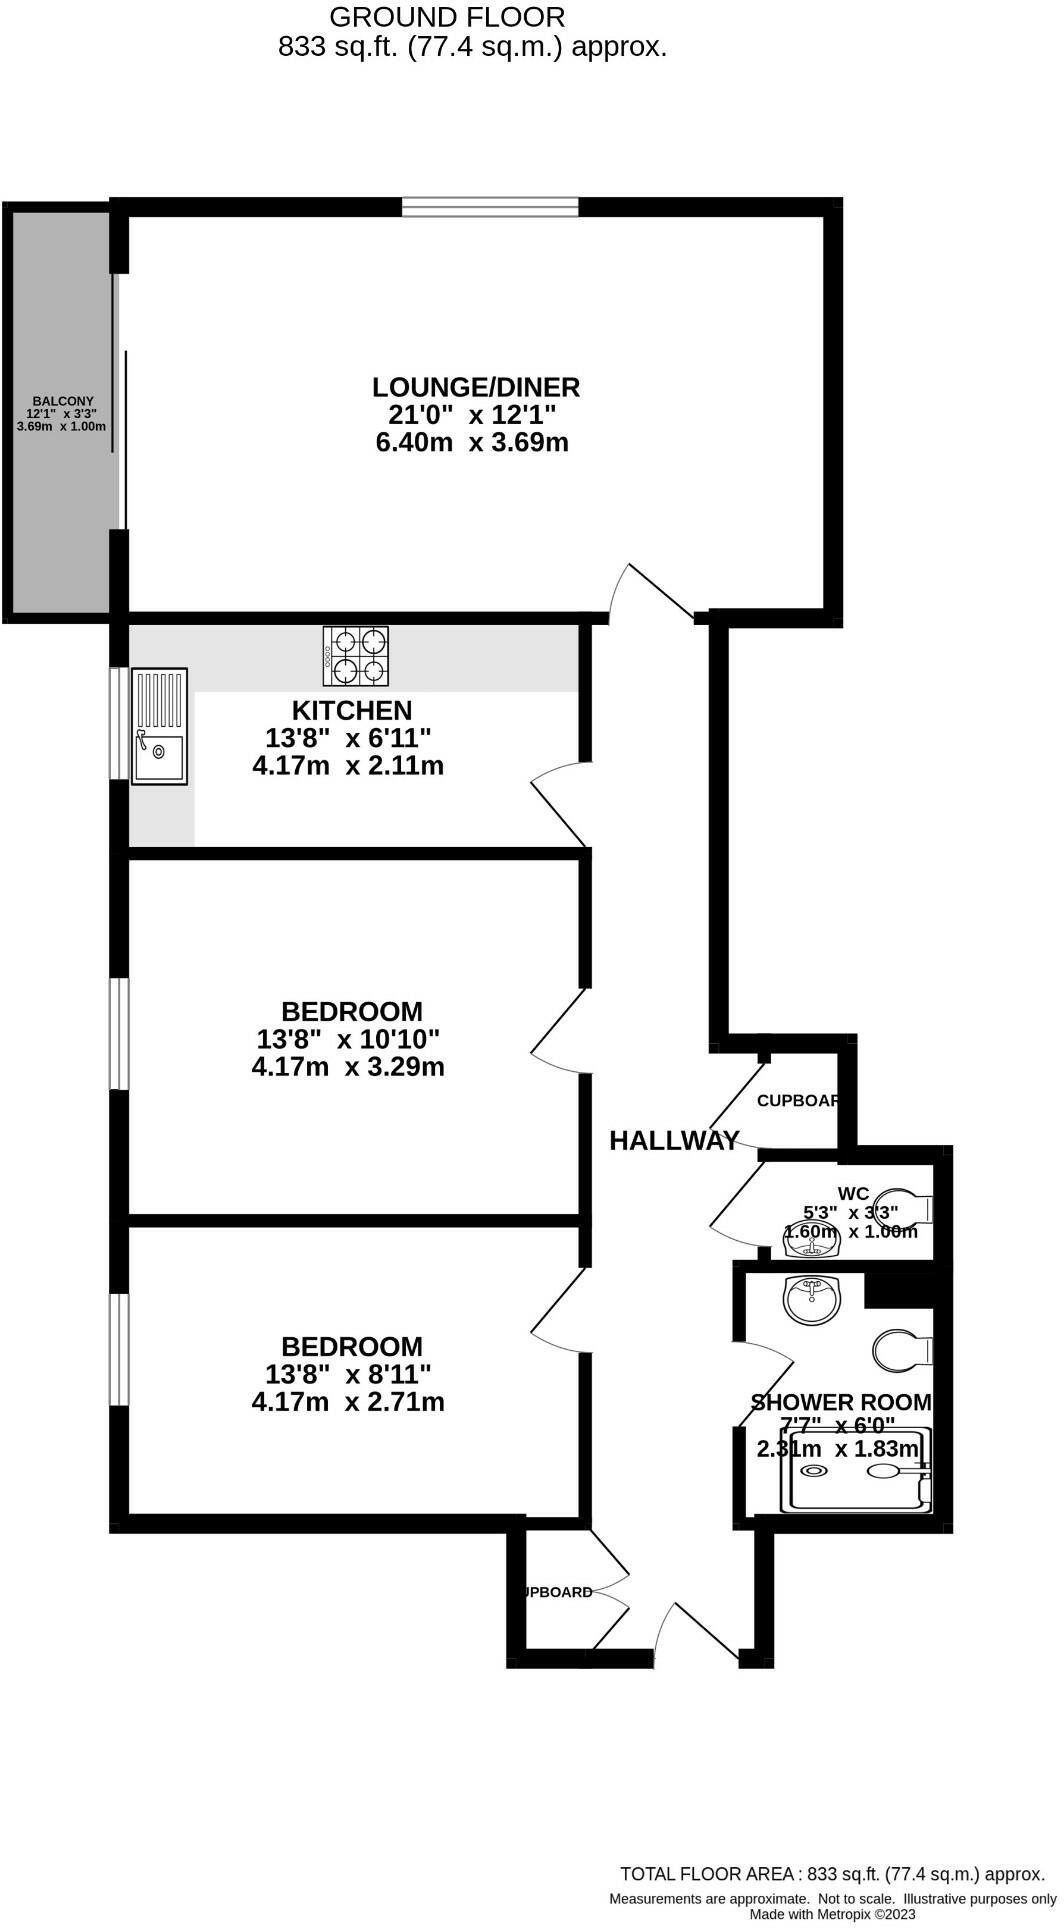 GROUND FLOOR
833 sq.ft. (77.4 sq.m.) approx.
BALCONY
12'1" x 3'3"
3.69m x 1.00m
LOUNGE/DINER
21'0" x 12'1"
6.40m x 3.69m
KITCHEN
13'8" x 6'11"
4.17m x 2.11m
BEDROOM
13'8" x 10'10"
4.17m x 3.29m
CUPBOAR
HALLWAY
WC
5'3" x 3'3"
1.60m x 1.00m
BEDROOM
13'8" x 8'11"
4.17m x 2.71m
SHOWER ROOM
7'7" x 6'0"
2.31m x 1.83m
UPBOARD
TOTAL FLOOR AREA : 833 sq.ft. (77.4 sq.m.) approx.
Measurements are approximate. Not to scale. Illustrative purposes only
Made with Metropix ©2023